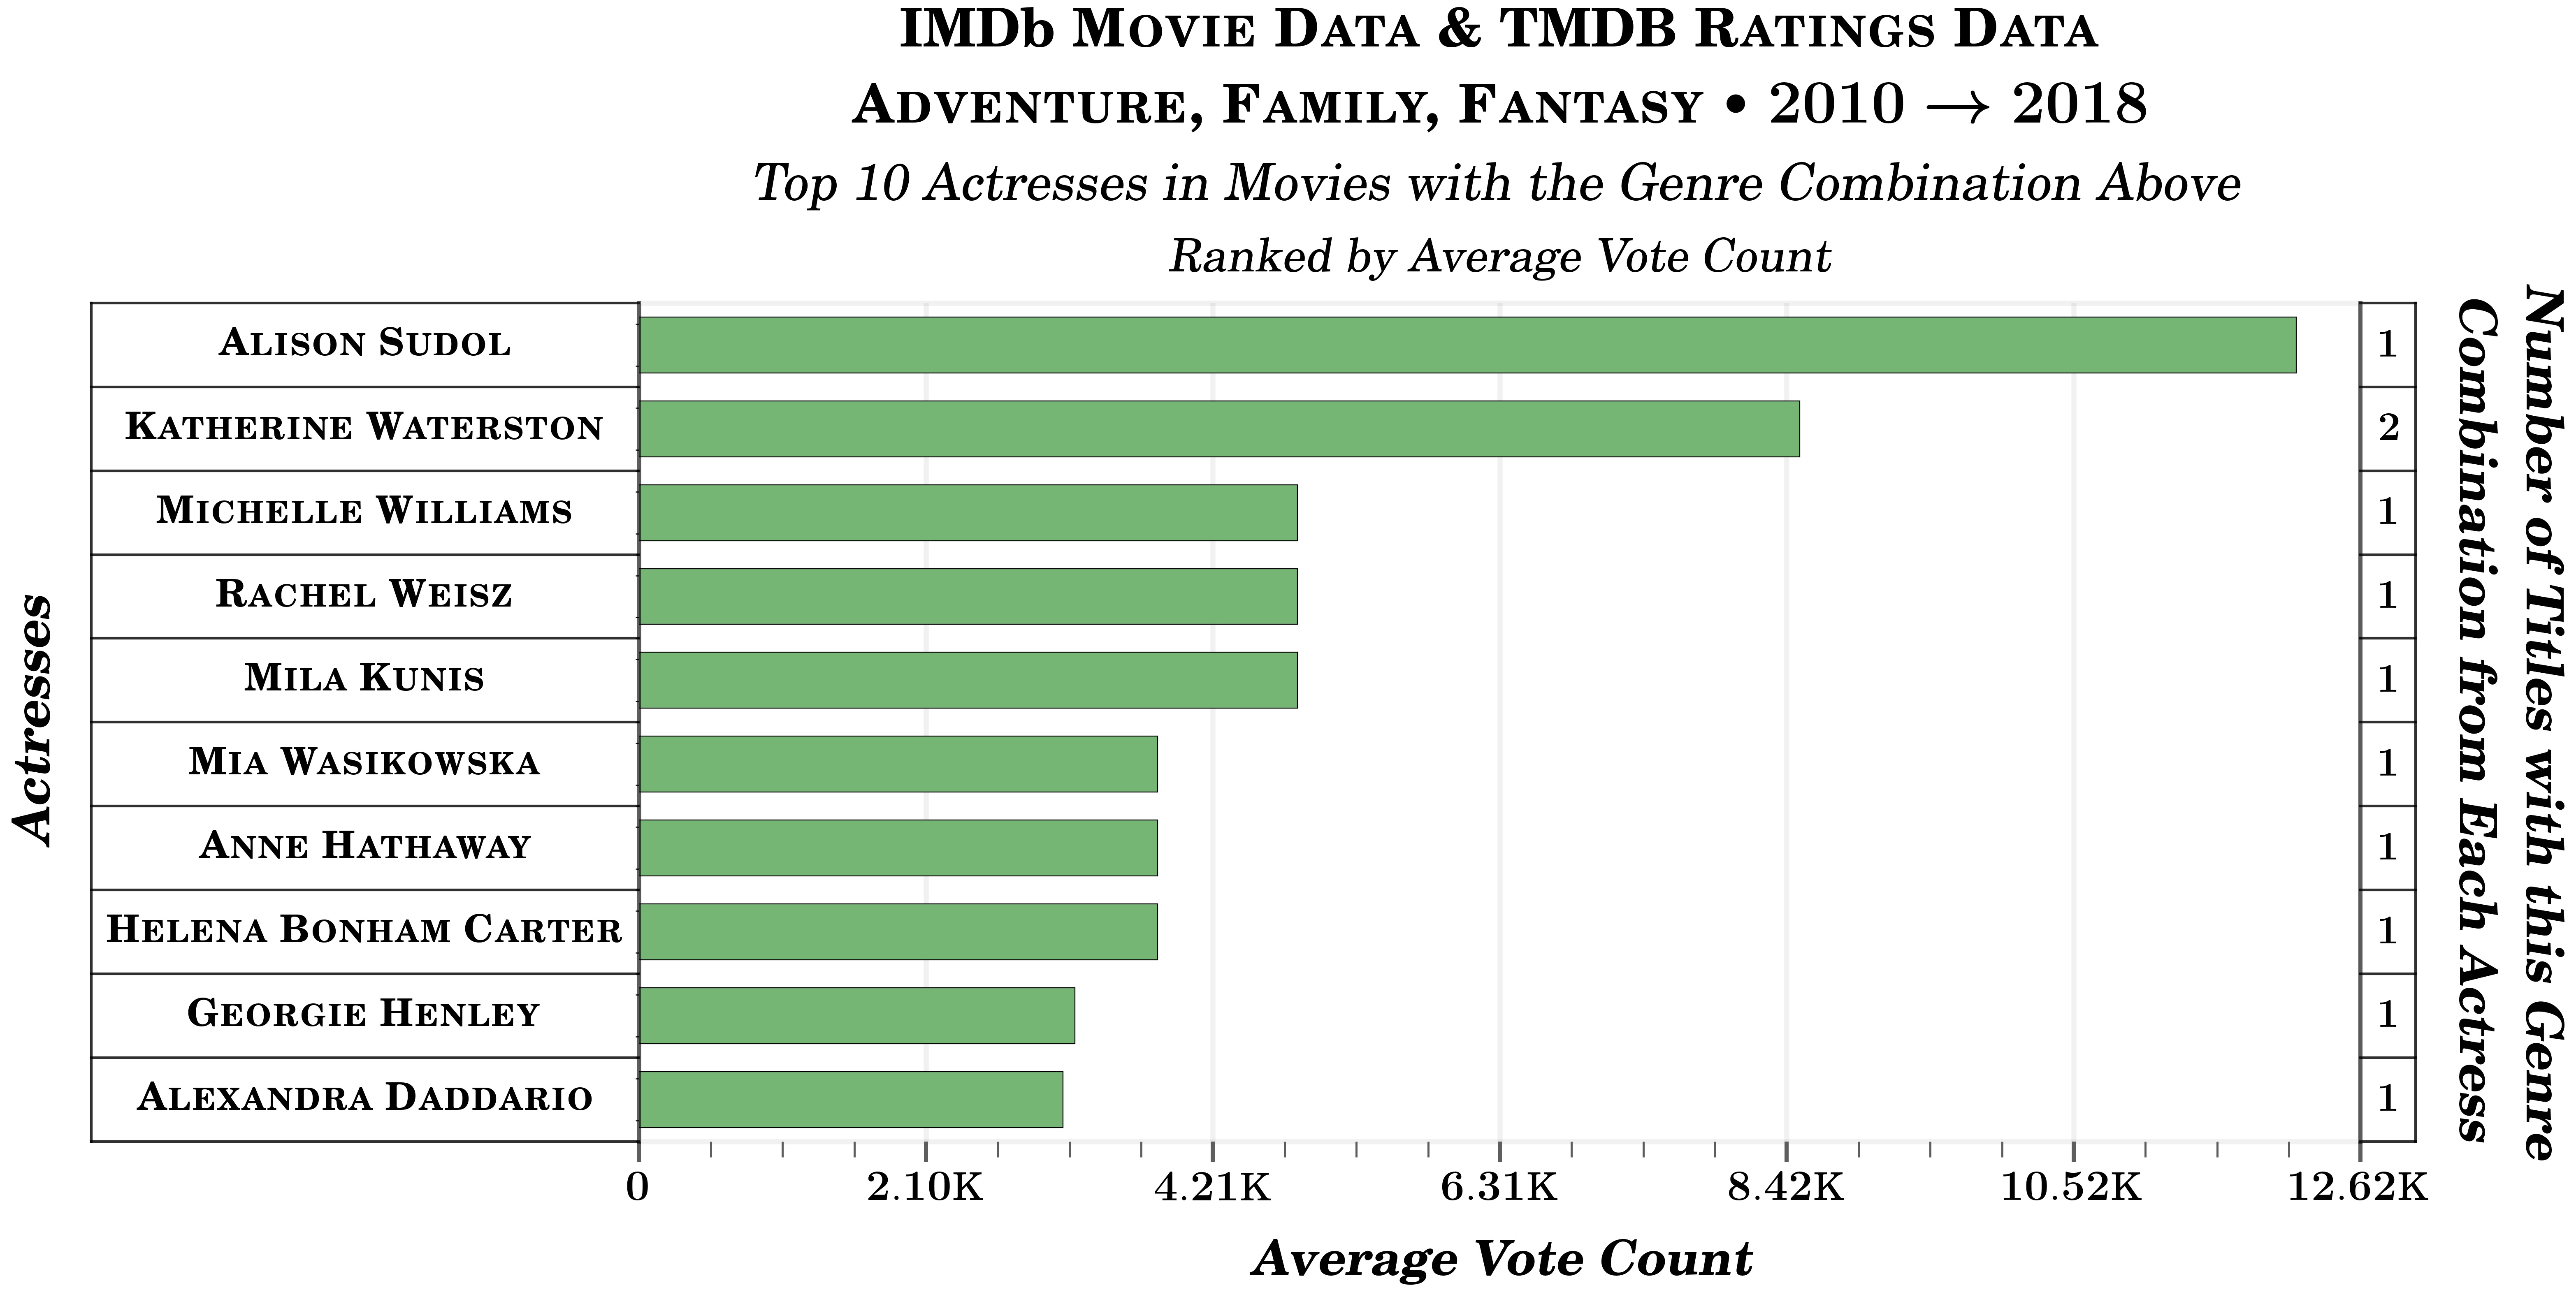 IMDb Movie Data & TMDB Ratings Data
Adventure, Family, Fantasy • 2010 → 2018
Top 10 Actresses in Movies with the Genre Combination Above
Ranked by Average Vote Count
Actresses
Alison Sudol 1
Katherine Waterston 2
Michelle Williams 1
Rachel Weisz 1
Mila Kunis 1
Mia Wasikowska 1
Anne Hathaway 1
Helena Bonham Carter 1
Georgie Henley 1
Alexandra Daddario 1
Number of Titles with this Genre
Combination from Each Actress
0 2.10K 4.21K 6.31K 8.42K 10.52K 12.62K
Average Vote Count